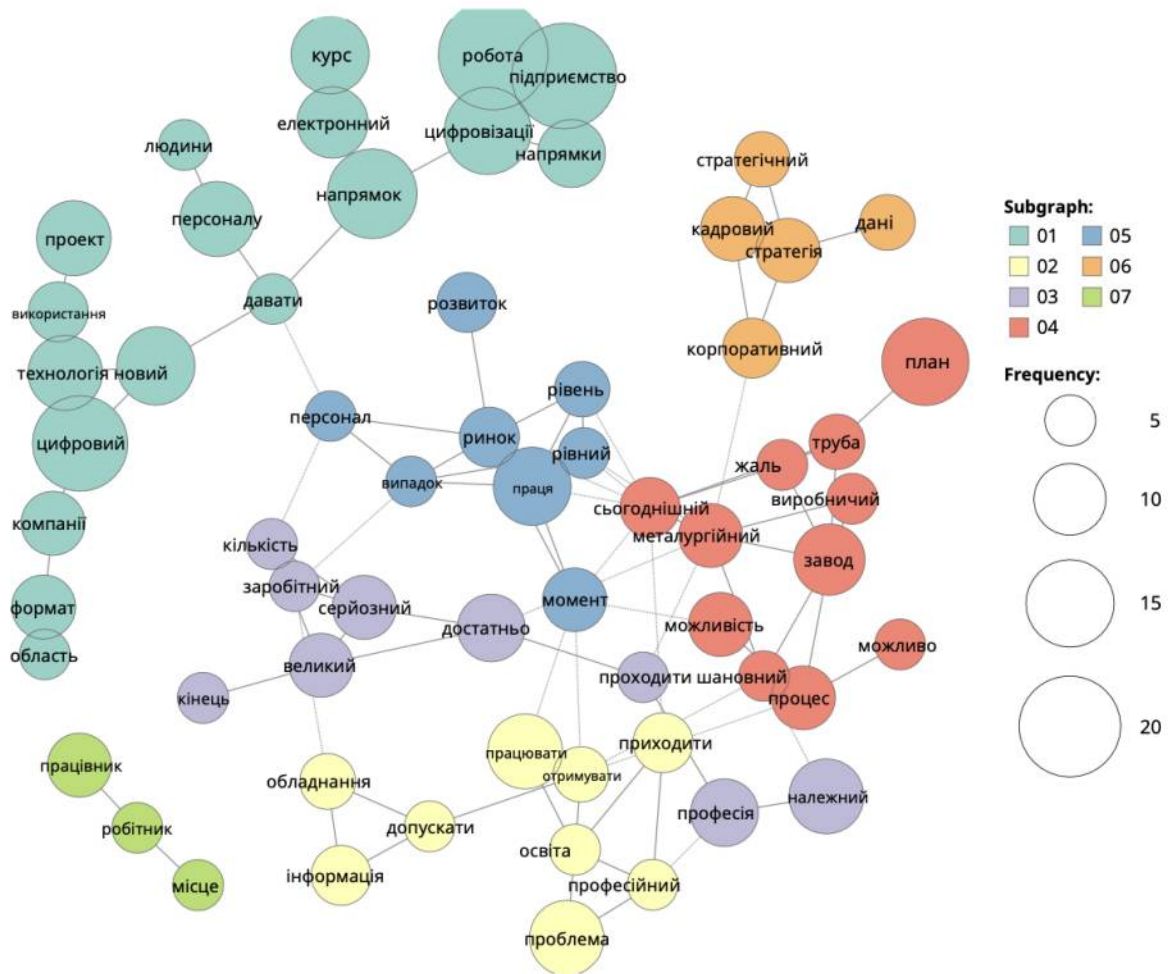 курс
робота
підприємство
електронний
цифровізації
напрямки
людини
напрямок
персоналу
проект
використання
давати
технологія новий
цифровий
компанії
формат
область
стратегічний
кадровий
стратегія
дані
корпоративний
розвиток
рівень
персонал
ринок
рівний
випадок
праця
план
труба
жаль
виробничий
сьогоднішній
металургійний
завод
кількість
заробітний
серйозний
достатньо
момент
можливість
можливо
великий
кінець
проходити шановний
процес
працювати
приходити
отримувати
обладнання
допускати
інформація
освіта
професійний
проблема
професія
належний
працівник
робітник
місце
Subgraph:
01 05
02 06
03 07
04
Frequency:
5
10
15
20